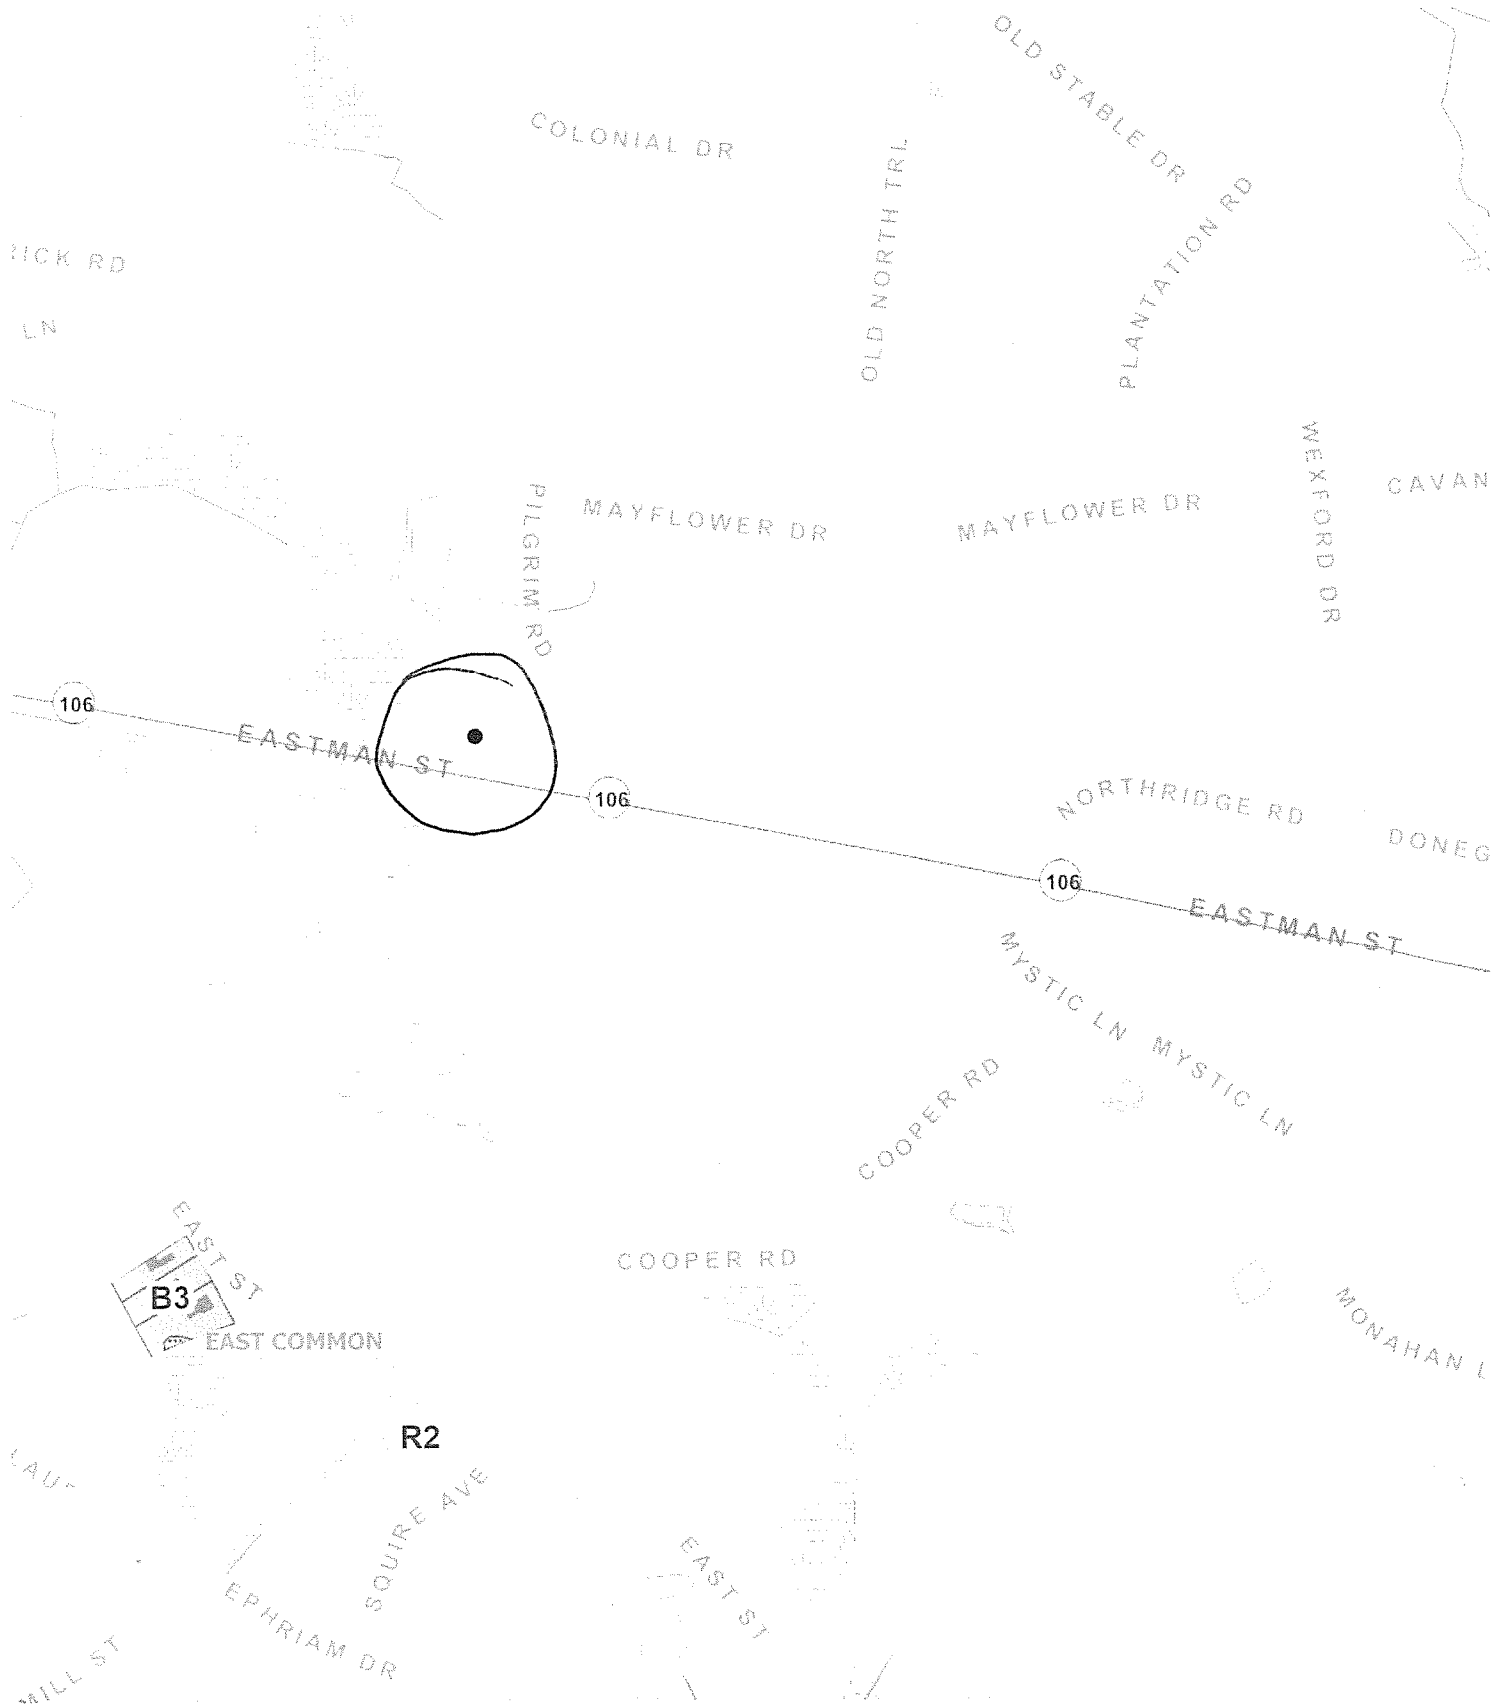 OLD STABLE DR
COLONIAL DR
OLD NORTH TRL
PLANTATION RD
RICK RD
LN
WEXFORD DR
CAVAN
PILGRIM RD
MAYFLOWER DR
MAYFLOWER DR
106
EASTMAN ST
106
NORTHRIDGE RD
DONEG
106
EASTMAN ST
MYSTIC LN
MYSTIC LN
COOPER RD
EAST ST
COOPER RD
B3
EAST COMMON
MONAHAN L
R2
SQUIRE AVE
EAST ST
EPHRIAM DR
MILL ST